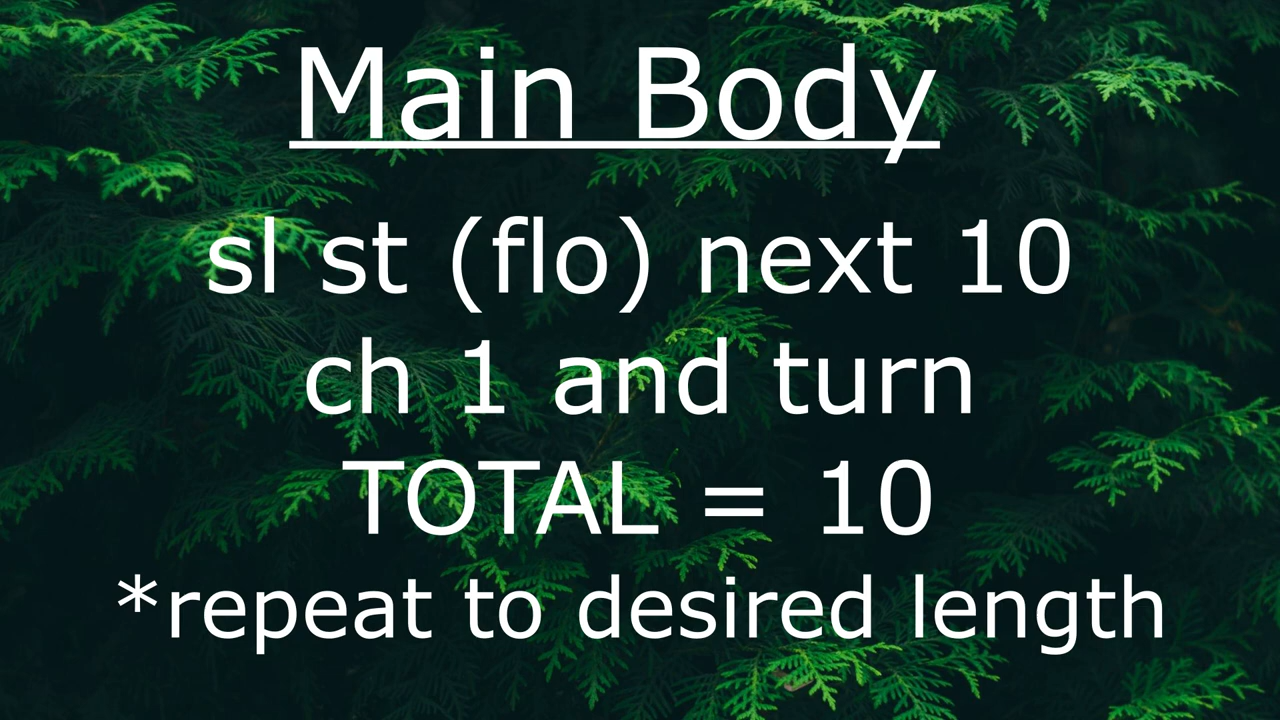 Main Body
sl st (flo) next 10
ch 1 and turn
TOTAL = 10
*repeat to desired length